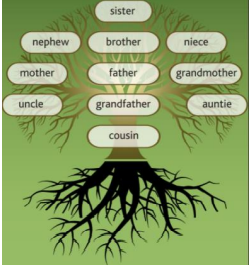 sister
nephew brother niece
mother father grandmother
uncle grandfather auntie
cousin